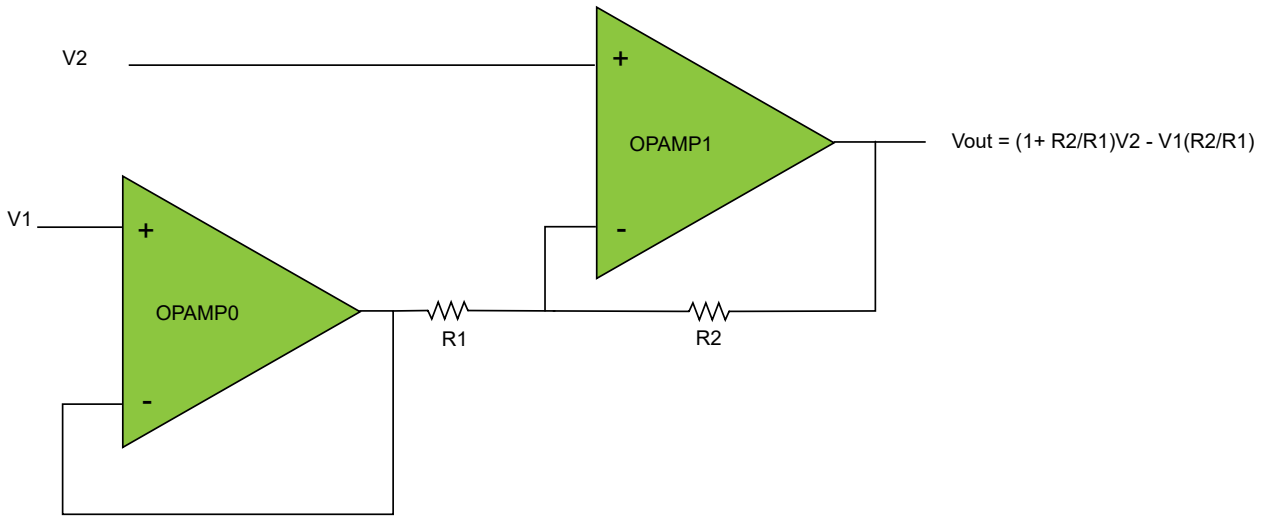 V2
+
OPAMP1
Vout = (1+ R2/R1)V2 - V1(R2/R1)
-
V1
+
OPAMP0
-
R1
R2